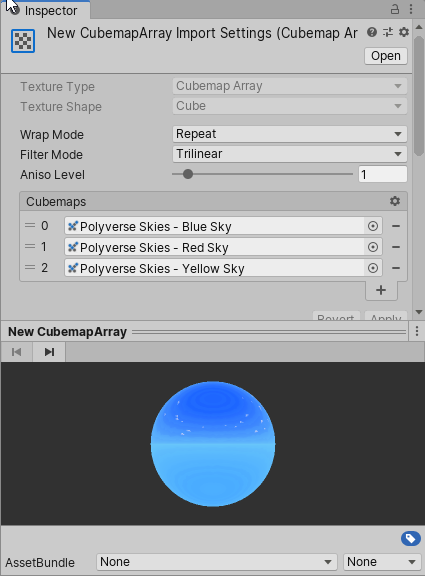 Inspector
New CubemapArray Import Settings (Cubemap Ar
Open
Texture Type Cubemap Array
Texture Shape Cube
Wrap Mode Repeat
Filter Mode Trilinear
Aniso Level 1
Cubemaps
0 Polyverse Skies - Blue Sky
1 Polyverse Skies - Red Sky
2 Polyverse Skies - Yellow Sky
Revert Apply
New CubemapArray
AssetBundle None None